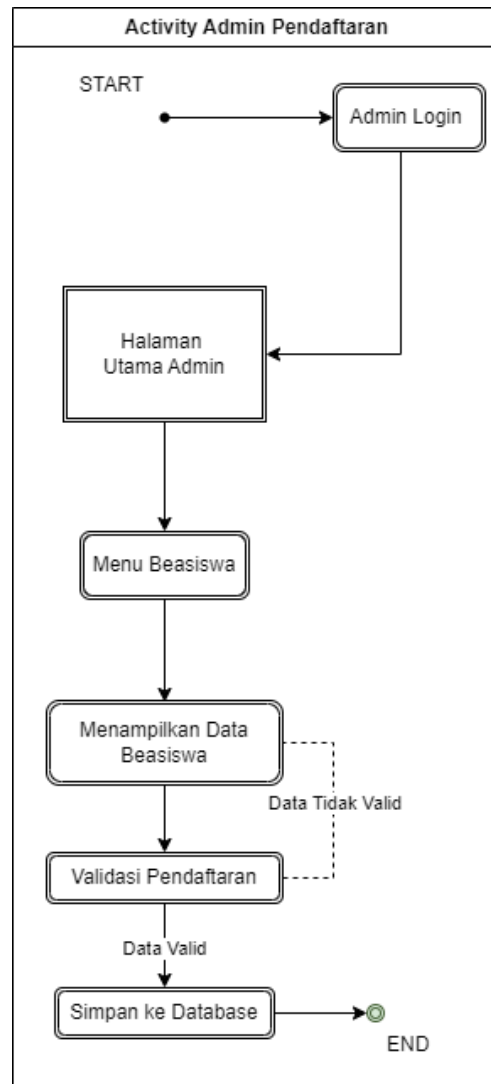 Activity Admin Pendaftaran
START
Admin Login
Halaman
Utama Admin
Menu Beasiswa
Menampilkan Data
Beasiswa
Data Tidak Valid
Validasi Pendaftaran
Data Valid
Simpan ke Database
END